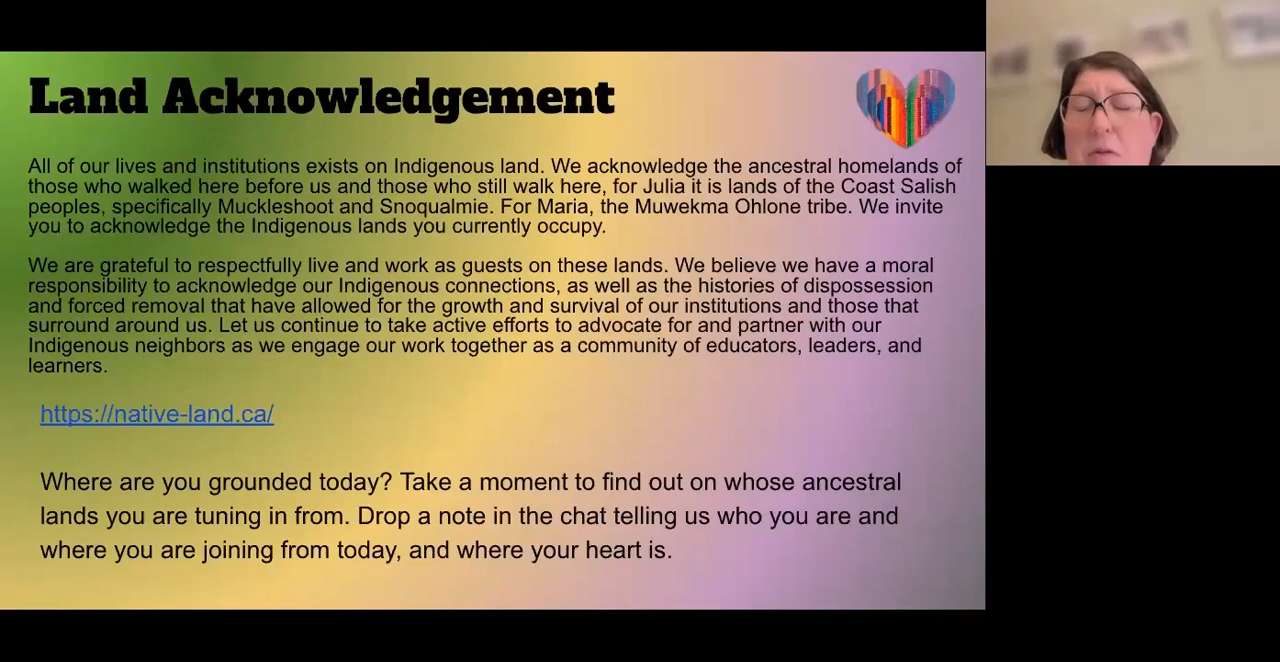 Land Acknowledgement
All of our lives and institutions exists on Indigenous land. We acknowledge the ancestral homelands of
those who walked here before us and those who still walk here, for Julia it is lands of the Coast Salish
peoples, specifically Muckleshoot and Snoqualmie. For Maria, the Muwekma Ohlone tribe. We invite
you to acknowledge the Indigenous lands you currently occupy.
We are grateful to respectfully live and work as guests on these lands. We believe we have a moral
responsibility to acknowledge our Indigenous connections, as well as the histories of dispossession
and forced removal that have allowed for the growth and survival of our institutions and those that
surround around us. Let us continue to take active efforts to advocate for and partner with our
Indigenous neighbors as we engage our work together as a community of educators, leaders, and
learners.
https://native-land.ca/
Where are you grounded today? Take a moment to find out on whose ancestral
lands you are tuning in from. Drop a note in the chat telling us who you are and
where you are joining from today, and where your heart is.